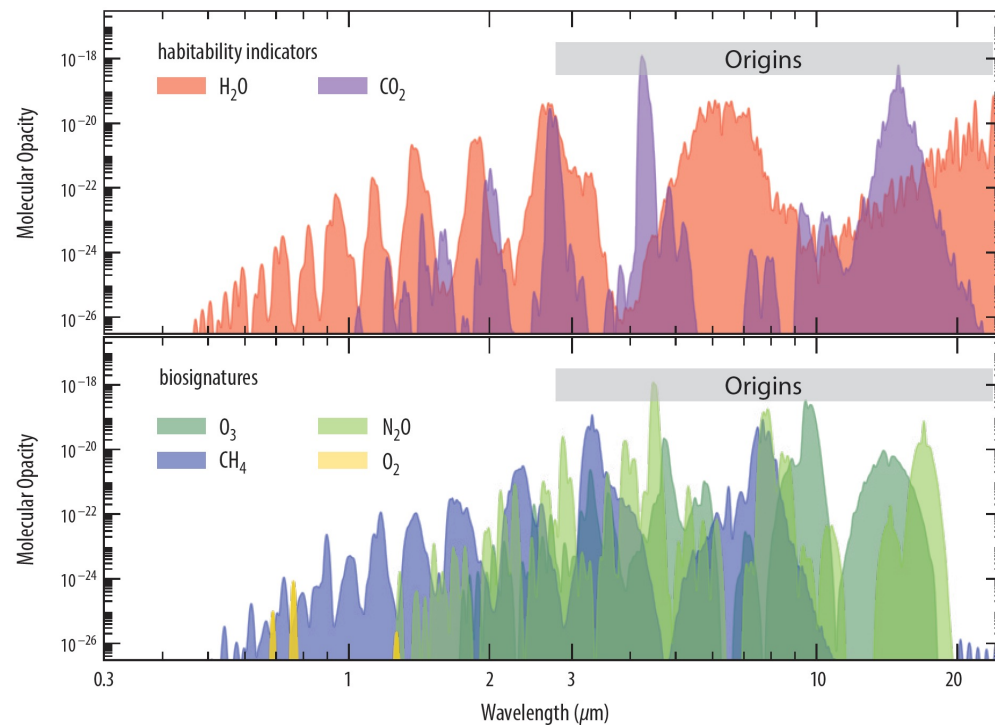 habitability indicators
Origins
H₂O CO₂
Molecular Opacity
10⁻¹⁸
10⁻²⁰
10⁻²²
10⁻²⁴
10⁻²⁶
biosignatures
Origins
O₃ N₂O
CH₄ O₂
Molecular Opacity
10⁻¹⁸
10⁻²⁰
10⁻²²
10⁻²⁴
10⁻²⁶
0.3 1 2 3 10 20
Wavelength (μm)